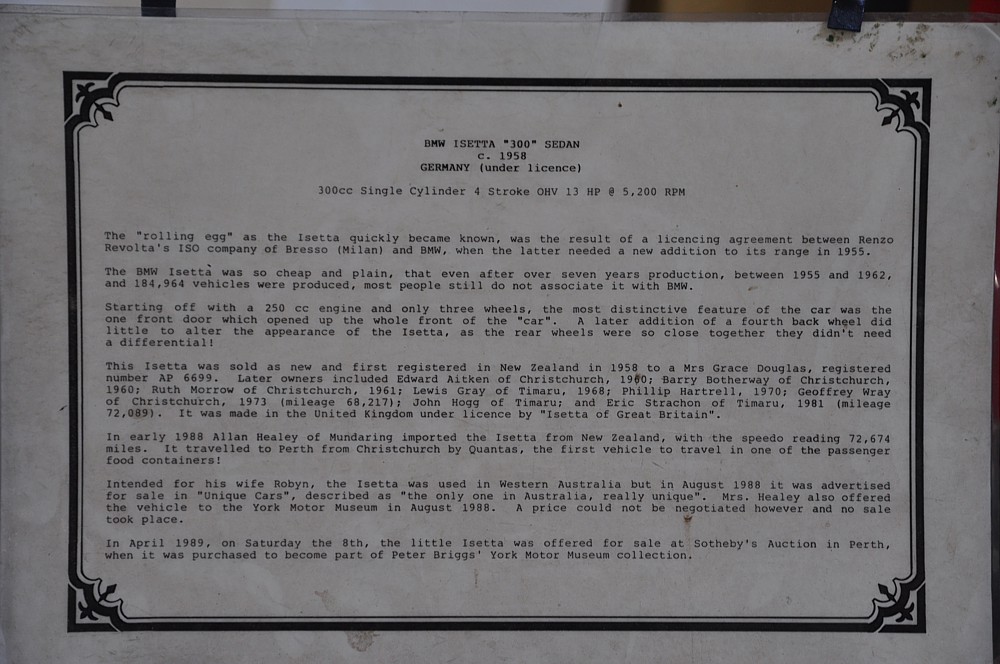 BMW ISETTA "300" SEDAN
c. 1958
GERMANY (under licence)
300cc Single Cylinder 4 Stroke OHV 13 HP @ 5,200 RPM
The "rolling egg" as the Isetta quickly became known, was the result of a licencing agreement between Renzo
Revolta's ISO company of Bresso (Milan) and BMW, when the latter needed a new addition to its range in 1955.
The BMW Isetta was so cheap and plain, that even after over seven years production, between 1955 and 1962,
and 184,964 vehicles were produced, most people still do not associate it with BMW.
Starting off with a 250 cc engine and only three wheels, the most distinctive feature of the car was the
one front door which opened up the whole front of the "car". A later addition of a fourth back wheel did
little to alter the appearance of the Isetta, as the rear wheels were so close together they didn't need
a differential!
This Isetta was sold as new and first registered in New Zealand in 1958 to a Mrs Grace Douglas, registered
number AP 6699. Later owners included Edward Aitken of Christchurch, 1960; Barry Botherway of Christchurch,
1960; Ruth Morrow of Christchurch, 1961; Lewis Gray of Timaru, 1968; Phillip Hartrell, 1970; Geoffrey Wray
of Christchurch, 1973 (mileage 68,217); John Hogg of Timaru; and Eric Strachon of Timaru, 1981 (mileage
72,089). It was made in the United Kingdom under licence by "Isetta of Great Britain".
In early 1988 Allan Healey of Mundaring imported the Isetta from New Zealand, with the speedo reading 72,674
miles. It travelled to Perth from Christchurch by Quantas, the first vehicle to travel in one of the passenger
food containers!
Intended for his wife Robyn, the Isetta was used in Western Australia but in August 1988 it was advertised
for sale in "Unique Cars", described as "the only one in Australia, really unique". Mrs. Healey also offered
the vehicle to the York Motor Museum in August 1988. A price could not be negotiated however and no sale
took place.
In April 1989, on Saturday the 8th, the little Isetta was offered for sale at Sotheby's Auction in Perth,
when it was purchased to become part of Peter Briggs' York Motor Museum collection.